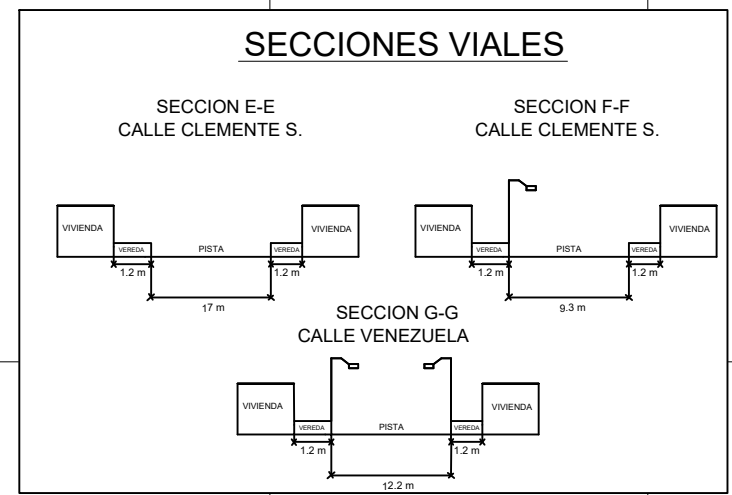 SECCIONES VIALES
SECCION E-E
CALLE CLEMENTE S.
VIVIENDA
VEREDA
PISTA
VEREDA
VIVIENDA
1.2 m
1.2 m
17 m
SECCION F-F
CALLE CLEMENTE S.
VIVIENDA
VEREDA
PISTA
VEREDA
VIVIENDA
1.2 m
1.2 m
9.3 m
SECCION G-G
CALLE VENEZUELA
VIVIENDA
VEREDA
PISTA
VEREDA
VIVIENDA
1.2 m
1.2 m
12.2 m